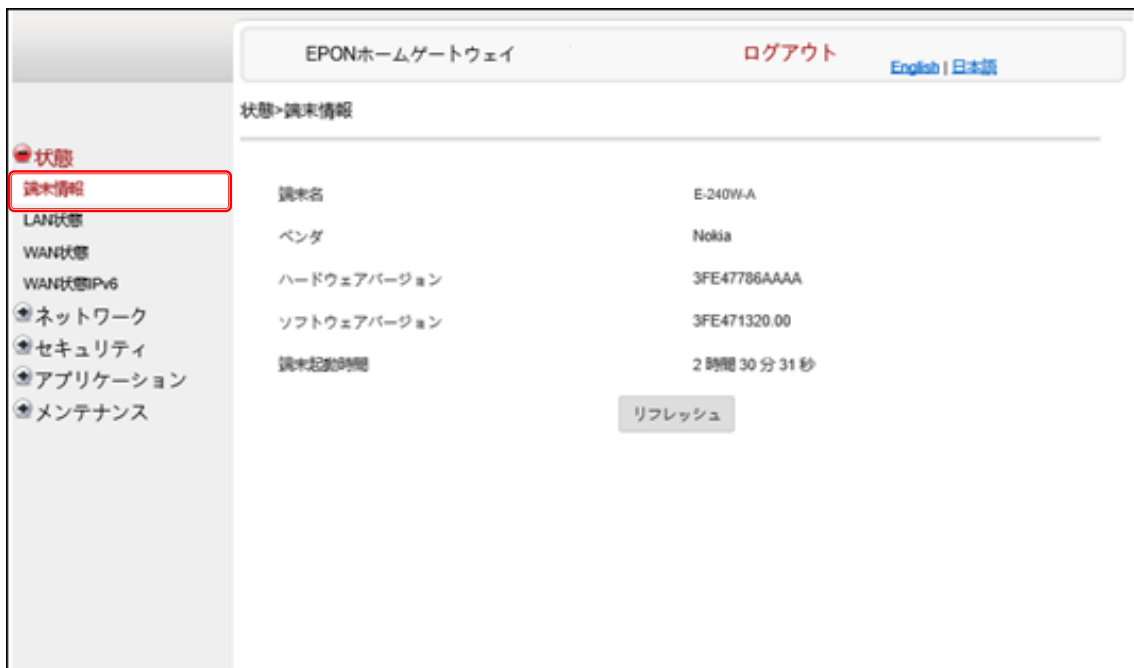 EPONホームゲートウェイ ログアウト English | 日本語
状態>端末情報
状態
端末情報
LAN状態
WAN状態
WAN状態IPv6
ネットワーク
セキュリティ
アプリケーション
メンテナンス
端末名 E-240W-A
ベンダ Nokia
ハードウェアバージョン 3FE47786AAAA
ソフトウェアバージョン 3FE471320.00
端末起動時間 2 時間 30 分 31 秒
リフレッシュ